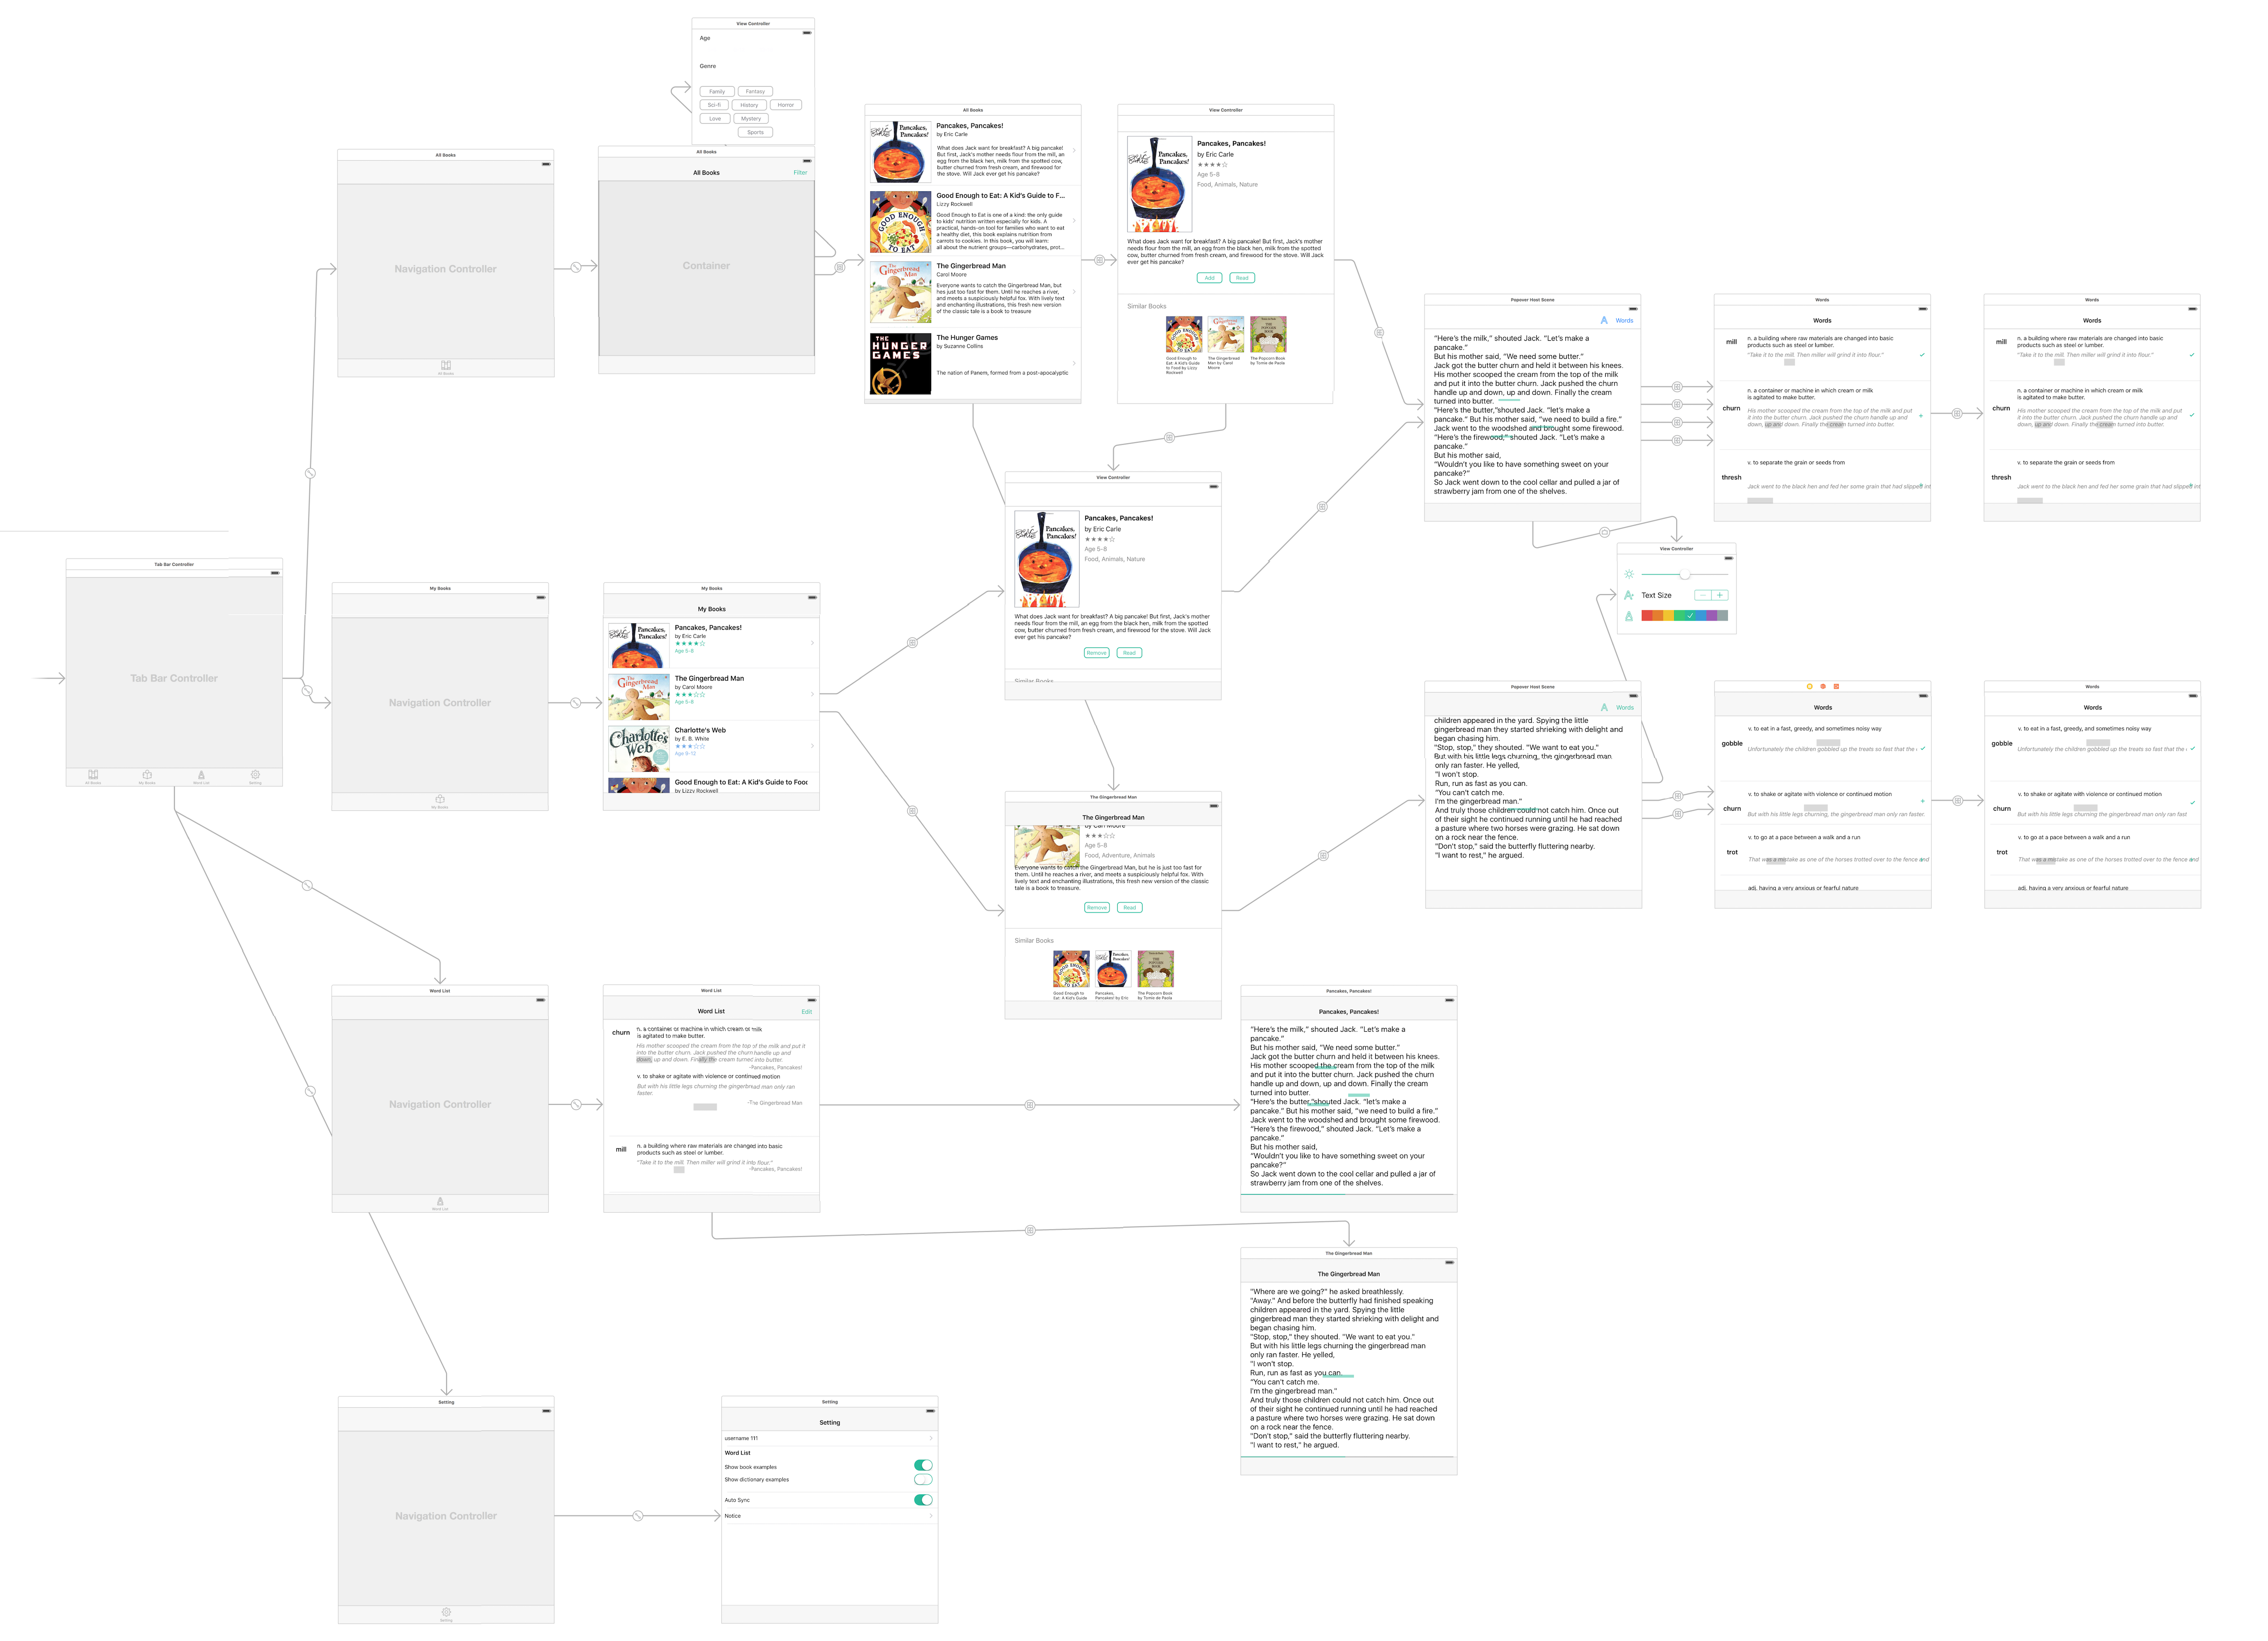 View Controller
Age
Genre
Family
Fantasy
Sci-fi
History
Horror
Love
Mystery
Sports
All Books
Navigation Controller
All Books
All Books
All Books
Filter
Container
All Books
Pancakes, Pancakes!
Pancakes, Pancakes!
by Eric Carle
What does Jack want for breakfast? A big pancake!
But first, Jack's mother needs flour from the mill, an
egg from the black hen, milk from the spotted cow,
butter churned from fresh cream, and firewood for
the stove. Will Jack ever get his pancake?
GOOD ENOUGH TO EAT
Good Enough to Eat: A Kid's Guide to F...
Lizzy Rockwell
Good Enough to Eat is one of a kind: the only guide
to kids' nutrition written especially for kids. A
practical, hands-on tool for families who want to eat
a healthy diet, this book explains nutrition from
carrots to cookies. In this book, you will learn:
all about the nutrient groups—carbohydrates, prot...
The Gingerbread Man
The Gingerbread Man
Carol Moore
Everyone wants to catch the Gingerbread Man, but
hes just too fast for them. Until he reaches a river,
and meets a suspiciously helpful fox. With lively text
and enchanting illustrations, this fresh new version
of the classic tale is a book to treasure
THE HUNGER GAMES
The Hunger Games
by Suzanne Collins
The nation of Panem, formed from a post-apocalyptic
View Controller
Pancakes, Pancakes!
Pancakes, Pancakes!
by Eric Carle
Age 5-8
Food, Animals, Nature
What does Jack want for breakfast? A big pancake! But first, Jack's mother
needs flour from the mill, an egg from the black hen, milk from the spotted
cow, butter churned from fresh cream, and firewood for the stove. Will Jack
ever get his pancake?
Add
Read
Similar Books
Good Enough to
Eat: A Kid's Guide
to Food by Lizzy
Rockwell
The Gingerbread
Man by Carol
Moore
The Popcorn Book
by Tomie de Paola
Popover Host Scene
Words
"Here's the milk," shouted Jack. "Let's make a
pancake."
But his mother said, "We need some butter."
Jack got the butter churn and held it between his knees.
His mother scooped the cream from the top of the milk
and put it into the butter churn. Jack pushed the churn
handle up and down, up and down. Finally the cream
turned into butter.
"Here's the butter,"shouted Jack. "let's make a
pancake." But his mother said, "we need to build a fire."
Jack went to the woodshed and brought some firewood.
"Here's the firewood," shouted Jack. "Let's make a
pancake."
But his mother said,
"Wouldn't you like to have something sweet on your
pancake?"
So Jack went down to the cool cellar and pulled a jar of
strawberry jam from one of the shelves.
Words
Words
mill
n. a building where raw materials are changed into basic
products such as steel or lumber.
"Take it to the mill. Then miller will grind it into flour."
churn
n. a container or machine in which cream or milk
is agitated to make butter.
His mother scooped the cream from the top of the milk and put
it into the butter churn. Jack pushed the churn handle up and
down, up and down. Finally the cream turned into butter.
thresh
v. to separate the grain or seeds from
Jack went to the black hen and fed her some grain that had slipped int
Words
Words
mill
n. a building where raw materials are changed into basic
products such as steel or lumber.
"Take it to the mill. Then miller will grind it into flour."
churn
n. a container or machine in which cream or milk
is agitated to make butter.
His mother scooped the cream from the top of the milk and put
it into the butter churn. Jack pushed the churn handle up and
down, up and down. Finally the cream turned into butter.
thresh
v. to separate the grain or seeds from
Jack went to the black hen and fed her some grain that had slipped int
View Controller
Pancakes, Pancakes!
Pancakes, Pancakes!
by Eric Carle
Age 5-8
Food, Animals, Nature
What does Jack want for breakfast? A big pancake! But first, Jack's mother
needs flour from the mill, an egg from the black hen, milk from the spotted
cow, butter churned from fresh cream, and firewood for the stove. Will Jack
ever get his pancake?
Remove
Read
Similar Books
View Controller
Text Size
Tab Bar Controller
Tab Bar Controller
All Books
My Books
Word List
Setting
My Books
Navigation Controller
My Books
My Books
My Books
Pancakes, Pancakes!
Pancakes, Pancakes!
by Eric Carle
Age 5-8
The Gingerbread Man
The Gingerbread Man
by Carol Moore
Age 5-8
Charlotte's Web
Charlotte's Web
by E. B. White
Age 8-12
Good Enough to Eat: A Kid's Guide to Food
by Lizzy Rockwell
The Gingerbread Man
The Gingerbread Man
by Carl Moore
Age 5-8
Food, Adventure, Animals
Everyone wants to catch the Gingerbread Man, but he is just too fast for
them. Until he reaches a river, and meets a suspiciously helpful fox. With
lively text and enchanting illustrations, this fresh new version of the classic
tale is a book to treasure.
Remove
Read
Similar Books
Good Enough to
Eat: A Kid's Guide
Pancakes,
Pancakes! by Eric
The Popcorn Book
by Tomie de Paola
Popover Host Scene
Words
children appeared in the yard. Spying the little
gingerbread man they started shrieking with delight and
began chasing him.
"Stop, stop," they shouted. "We want to eat you."
But with his little legs churning, the gingerbread man
only ran faster. He yelled,
"I won't stop.
Run, run as fast as you can.
"You can't catch me.
I'm the gingerbread man."
And truly those children could not catch him. Once out
of their sight he continued running until he had reached
a pasture where two horses were grazing. He sat down
on a rock near the fence.
"Don't stop," said the butterfly fluttering nearby.
"I want to rest," he argued.
Words
gobble
v. to eat in a fast, greedy, and sometimes noisy way
Unfortunately the children gobbled up the treats so fast that the
churn
v. to shake or agitate with violence or continued motion
But with his little legs churning, the gingerbread man only ran faster.
trot
v. to go at a pace between a walk and a run
That was a mistake as one of the horses trotted over to the fence and
adj. having a very anxious or fearful nature
Words
Words
gobble
v. to eat in a fast, greedy, and sometimes noisy way
Unfortunately the children gobbled up the treats so fast that the
churn
v. to shake or agitate with violence or continued motion
But with his little legs churning, the gingerbread man only ran fast
trot
v. to go at a pace between a walk and a run
That was a mistake as one of the horses trotted over to the fence and
adj. having a very anxious or fearful nature
Word List
Navigation Controller
Word List
Word List
Word List
Edit
churn
n. a container or machine in which cream or milk
is agitated to make butter.
His mother scooped the cream from the top of the milk and put it
into the butter churn. Jack pushed the churn handle up and
down, up and down. Finally the cream turned into butter.
-Pancakes, Pancakes!
v. to shake or agitate with violence or continued motion
But with his little legs churning the gingerbread man only ran
faster.
-The Gingerbread Man
mill
n. a building where raw materials are changed into basic
products such as steel or lumber.
"Take it to the mill. Then miller will grind it into flour."
-Pancakes, Pancakes!
Pancakes, Pancakes!
Pancakes, Pancakes!
"Here's the milk," shouted Jack. "Let's make a
pancake."
But his mother said, "We need some butter."
Jack got the butter churn and held it between his knees.
His mother scooped the cream from the top of the milk
and put it into the butter churn. Jack pushed the churn
handle up and down, up and down. Finally the cream
turned into butter.
"Here's the butter,"shouted Jack. "let's make a
pancake." But his mother said, "we need to build a fire."
Jack went to the woodshed and brought some firewood.
"Here's the firewood," shouted Jack. "Let's make a
pancake."
But his mother said,
"Wouldn't you like to have something sweet on your
pancake?"
So Jack went down to the cool cellar and pulled a jar of
strawberry jam from one of the shelves.
The Gingerbread Man
The Gingerbread Man
"Where are we going?" he asked breathlessly.
"Away." And before the butterfly had finished speaking
children appeared in the yard. Spying the little
gingerbread man they started shrieking with delight and
began chasing him.
"Stop, stop," they shouted. "We want to eat you."
But with his little legs churning the gingerbread man
only ran faster. He yelled,
"I won't stop.
Run, run as fast as you can.
"You can't catch me.
I'm the gingerbread man."
And truly those children could not catch him. Once out
of their sight he continued running until he had reached
a pasture where two horses were grazing. He sat down
on a rock near the fence.
"Don't stop," said the butterfly fluttering nearby.
"I want to rest," he argued.
Setting
Navigation Controller
Setting
Setting
Setting
username 111
Word List
Show book examples
Show dictionary examples
Auto Sync
Notice